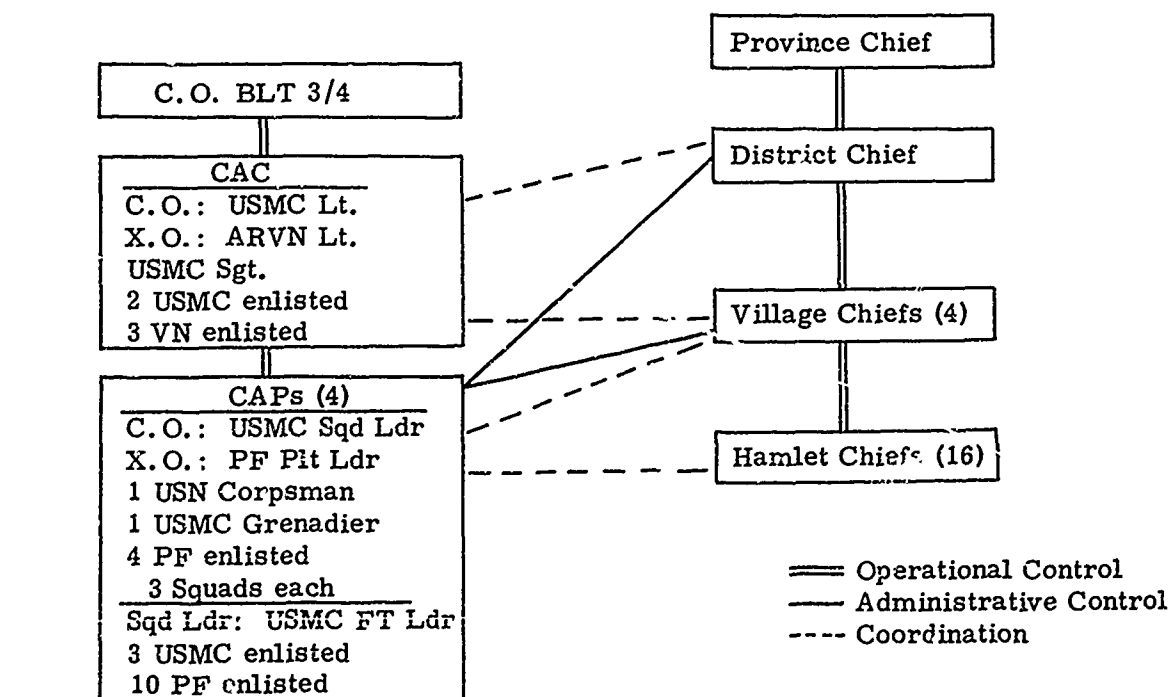 C.O. BLT 3/4
CAC
C.O.: USMC Lt.
X.O.: ARVN Lt.
USMC Sgt.
2 USMC enlisted
3 VN enlisted
CAPs (4)
C.O.: USMC Sqd Ldr
X.O.: PF Plt Ldr
1 USN Corpsman
1 USMC Grenadier
4 PF enlisted
3 Squads each
Sqd Ldr: USMC FT Ldr
3 USMC enlisted
10 PF enlisted
Province Chief
District Chief
Village Chiefs (4)
Hamlet Chiefs (16)
Operational Control
Administrative Control
Coordination